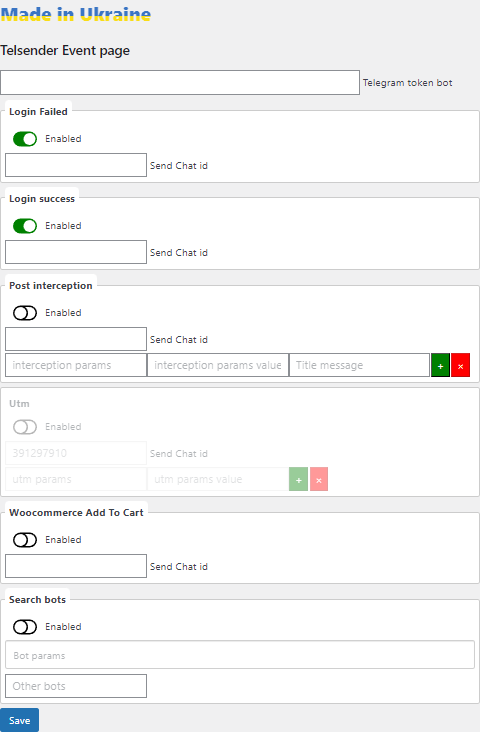 Made in Ukraine
Telsender Event page
Telegram token bot
Login Failed
Enabled
Send Chat id
Login success
Enabled
Send Chat id
Post interception
Enabled
Send Chat id
interception params interception params value Title message + ×
Utm
Enabled
391297910 Send Chat id
utm params utm params value + ×
Woocommerce Add To Cart
Enabled
Send Chat id
Search bots
Enabled
Bot params
Other bots
Save